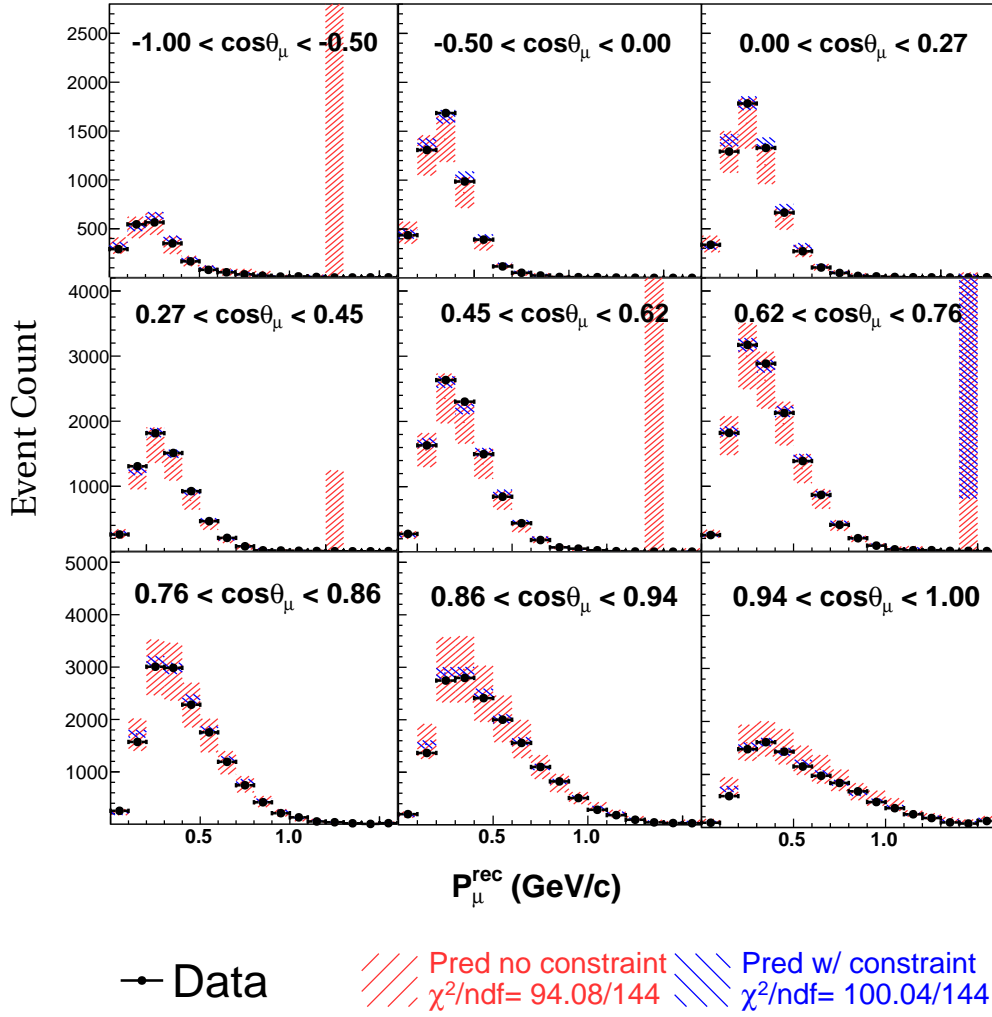 -1.00 < cosθμ < -0.50
-0.50 < cosθμ < 0.00
0.00 < cosθμ < 0.27
2500
2000
1500
1000
500
0.27 < cosθμ < 0.45
0.45 < cosθμ < 0.62
0.62 < cosθμ < 0.76
4000
3000
2000
1000
Event Count
0.76 < cosθμ < 0.86
0.86 < cosθμ < 0.94
0.94 < cosθμ < 1.00
5000
4000
3000
2000
1000
0.5 1.0 0.5 1.0 0.5 1.0
Pμ^rec (GeV/c)
Data
Pred no constraint
χ²/ndf= 94.08/144
Pred w/ constraint
χ²/ndf= 100.04/144